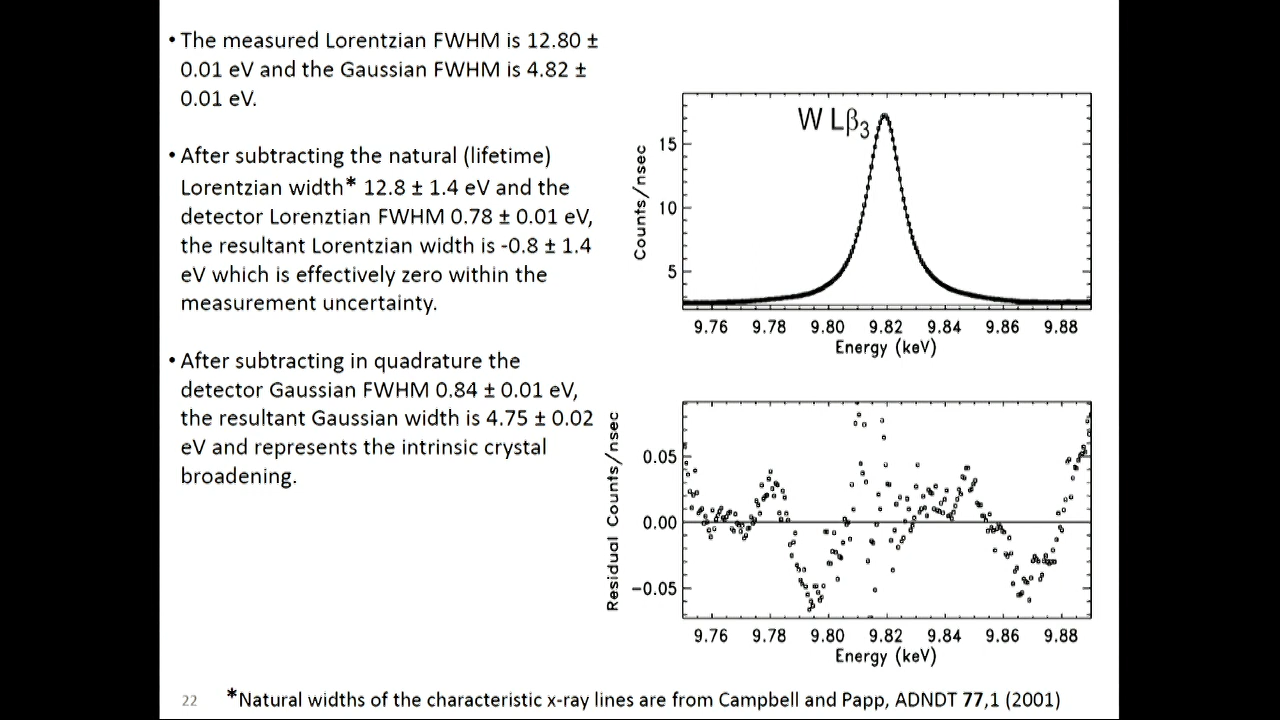 • The measured Lorentzian FWHM is 12.80 ±
0.01 eV and the Gaussian FWHM is 4.82 ±
0.01 eV.
• After subtracting the natural (lifetime)
Lorentzian width* 12.8 ± 1.4 eV and the
detector Lorenztian FWHM 0.78 ± 0.01 eV,
the resultant Lorentzian width is -0.8 ± 1.4
eV which is effectively zero within the
measurement uncertainty.
• After subtracting in quadrature the
detector Gaussian FWHM 0.84 ± 0.01 eV,
the resultant Gaussian width is 4.75 ± 0.02
eV and represents the intrinsic crystal
broadening.
W Lβ₃
Counts/nsec
15
10
5
9.76 9.78 9.80 9.82 9.84 9.86 9.88
Energy (keV)
Residual Counts/nsec
0.05
0.00
−0.05
9.76 9.78 9.80 9.82 9.84 9.86 9.88
Energy (keV)
22
*Natural widths of the characteristic x-ray lines are from Campbell and Papp, ADNDT 77,1 (2001)